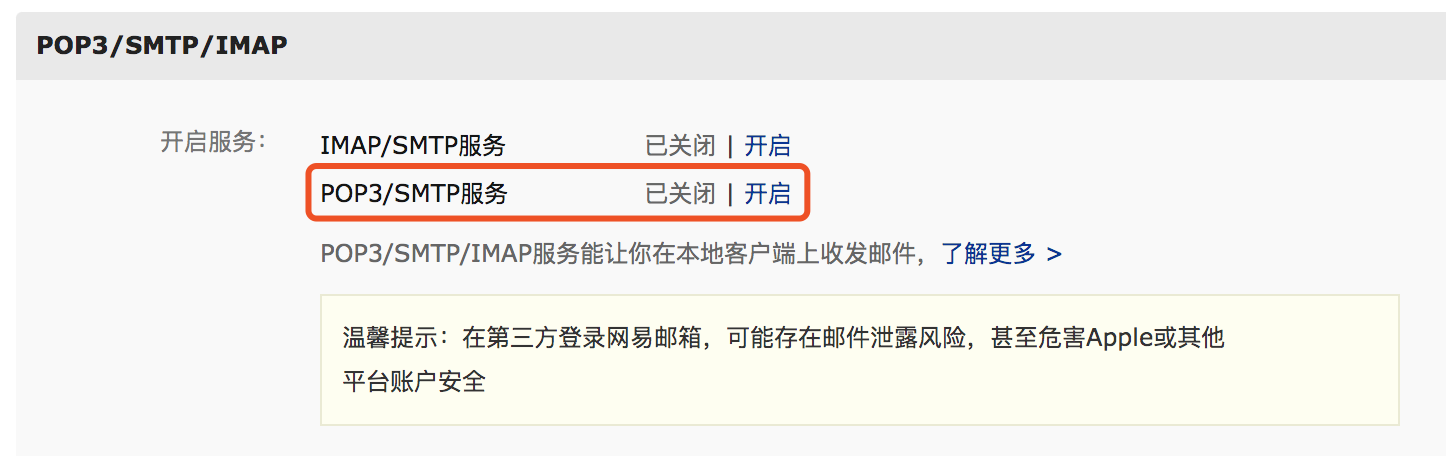 POP3/SMTP/IMAP
开启服务： IMAP/SMTP服务 已关闭 | 开启
POP3/SMTP服务 已关闭 | 开启
POP3/SMTP/IMAP服务能让你在本地客户端上收发邮件，了解更多 >
温馨提示：在第三方登录网易邮箱，可能存在邮件泄露风险，甚至危害Apple或其他
平台账户安全